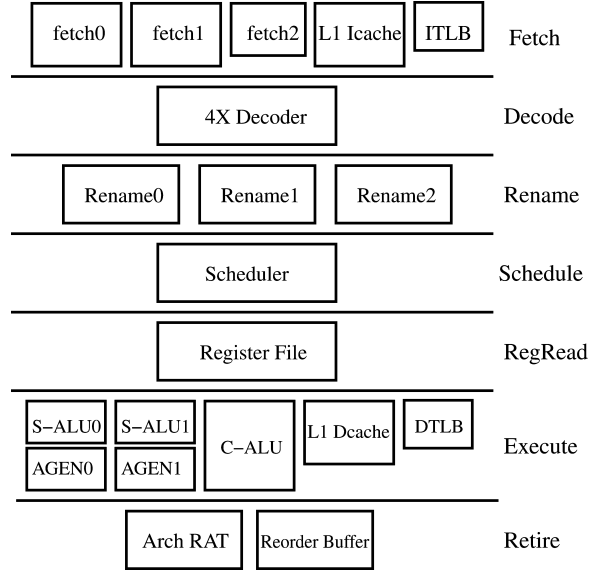 fetch0 fetch1 fetch2 L1 Icache ITLB Fetch
4X Decoder Decode
Rename0 Rename1 Rename2 Rename
Scheduler Schedule
Register File RegRead
S−ALU0 S−ALU1 C−ALU L1 Dcache DTLB Execute
AGEN0 AGEN1
Arch RAT Reorder Buffer Retire